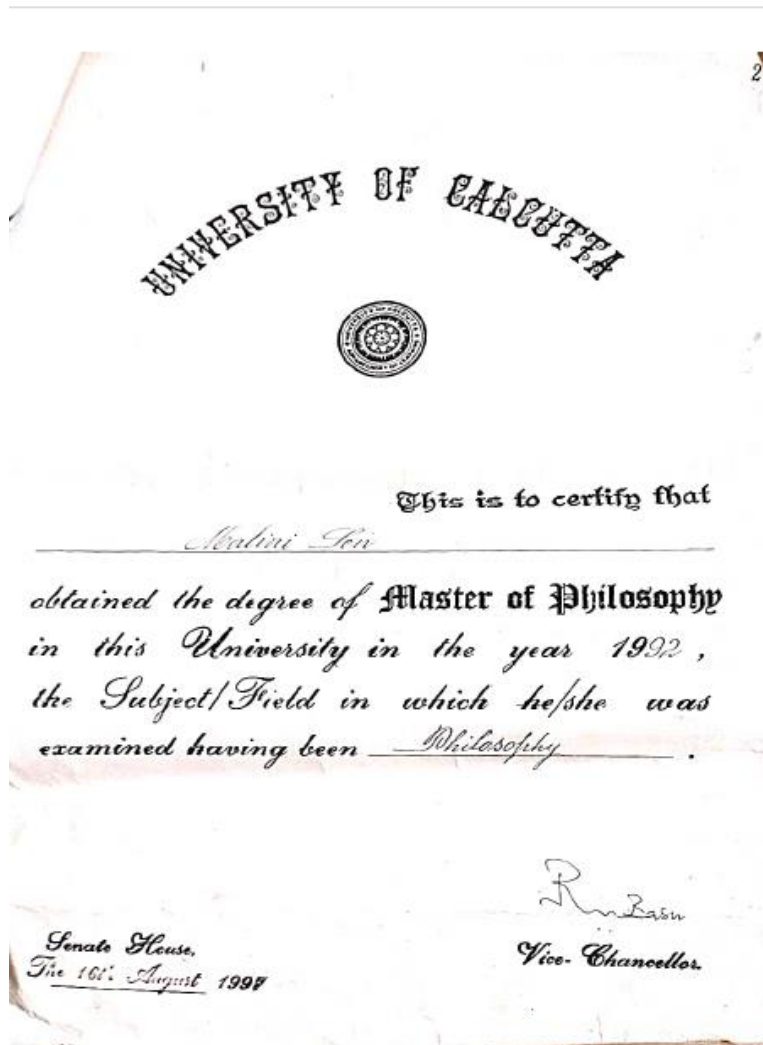 2
UNIVERSITY OF CALCUTTA
This is to certify that
Malini Sen
obtained the degree of Master of Philosophy
in this University in the year 1992,
the Subject/Field in which he/she was
examined having been Philosophy.
R Basu
Senate House,
Vice-Chancellor.
The 16th August 1997